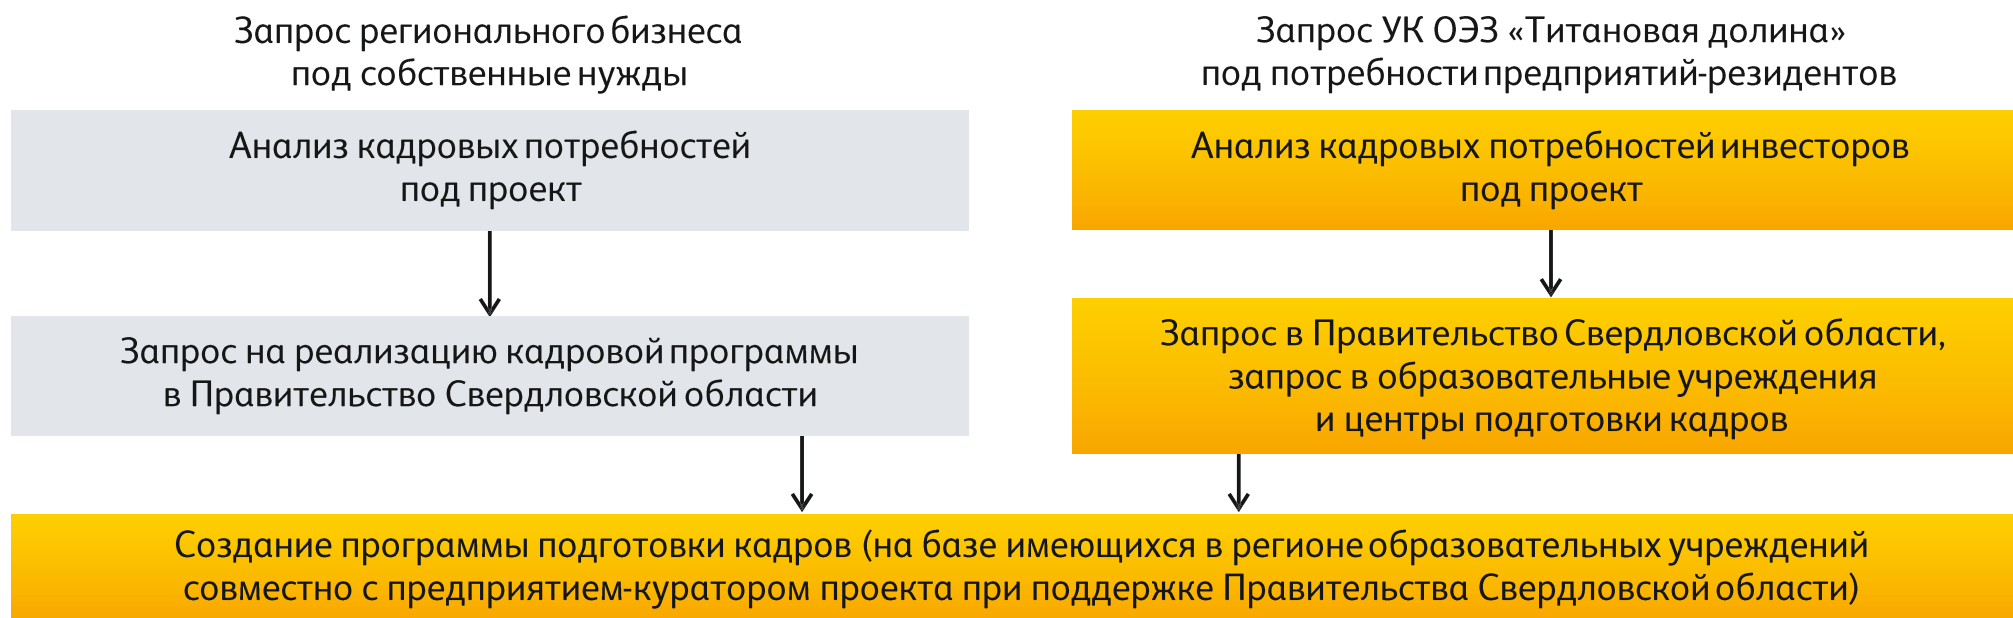 Запрос регионального бизнеса
под собственные нужды
Анализ кадровых потребностей
под проект
Запрос на реализацию кадровой программы
в Правительство Свердловской области
Запрос УК ОЭЗ «Титановая долина»
под потребности предприятий-резидентов
Анализ кадровых потребностей инвесторов
под проект
Запрос в Правительство Свердловской области,
запрос в образовательные учреждения
и центры подготовки кадров
Создание программы подготовки кадров (на базе имеющихся в регионе образовательных учреждений
совместно с предприятием-куратором проекта при поддержке Правительства Свердловской области)